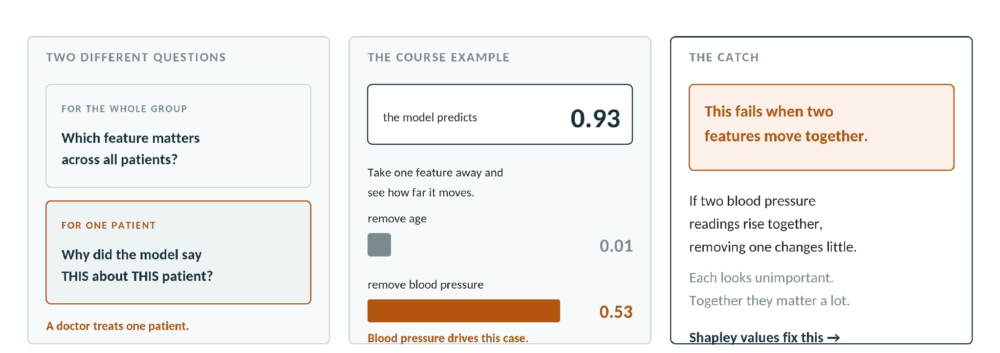 TWO DIFFERENT QUESTIONS
FOR THE WHOLE GROUP
Which feature matters
across all patients?
FOR ONE PATIENT
Why did the model say
THIS about THIS patient?
A doctor treats one patient.
THE COURSE EXAMPLE
the model predicts 0.93
Take one feature away and
see how far it moves.
remove age
0.01
remove blood pressure
0.53
Blood pressure drives this case.
THE CATCH
This fails when two
features move together.
If two blood pressure
readings rise together,
removing one changes little.
Each looks unimportant.
Together they matter a lot.
Shapley values fix this →